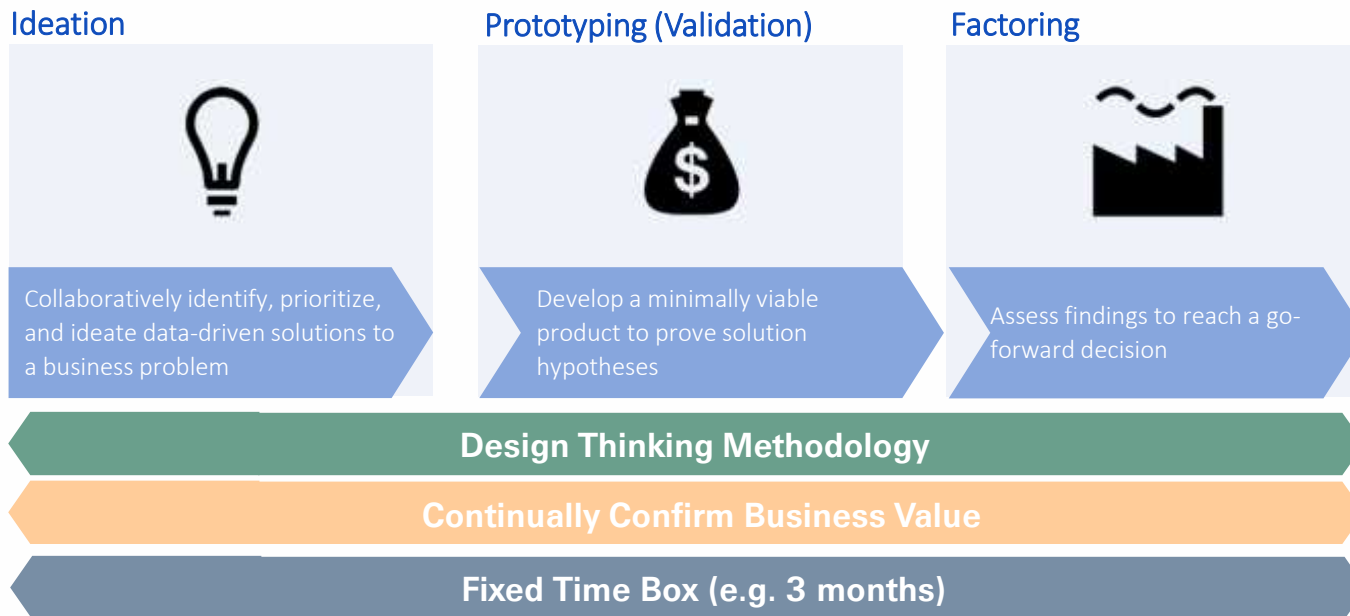 Ideation
Prototyping (Validation)
Factoring
$
Collaboratively identify, prioritize,
and ideate data-driven solutions to
a business problem
Develop a minimally viable
product to prove solution
hypotheses
Assess findings to reach a go-
forward decision
Design Thinking Methodology
Continually Confirm Business Value
Fixed Time Box (e.g. 3 months)